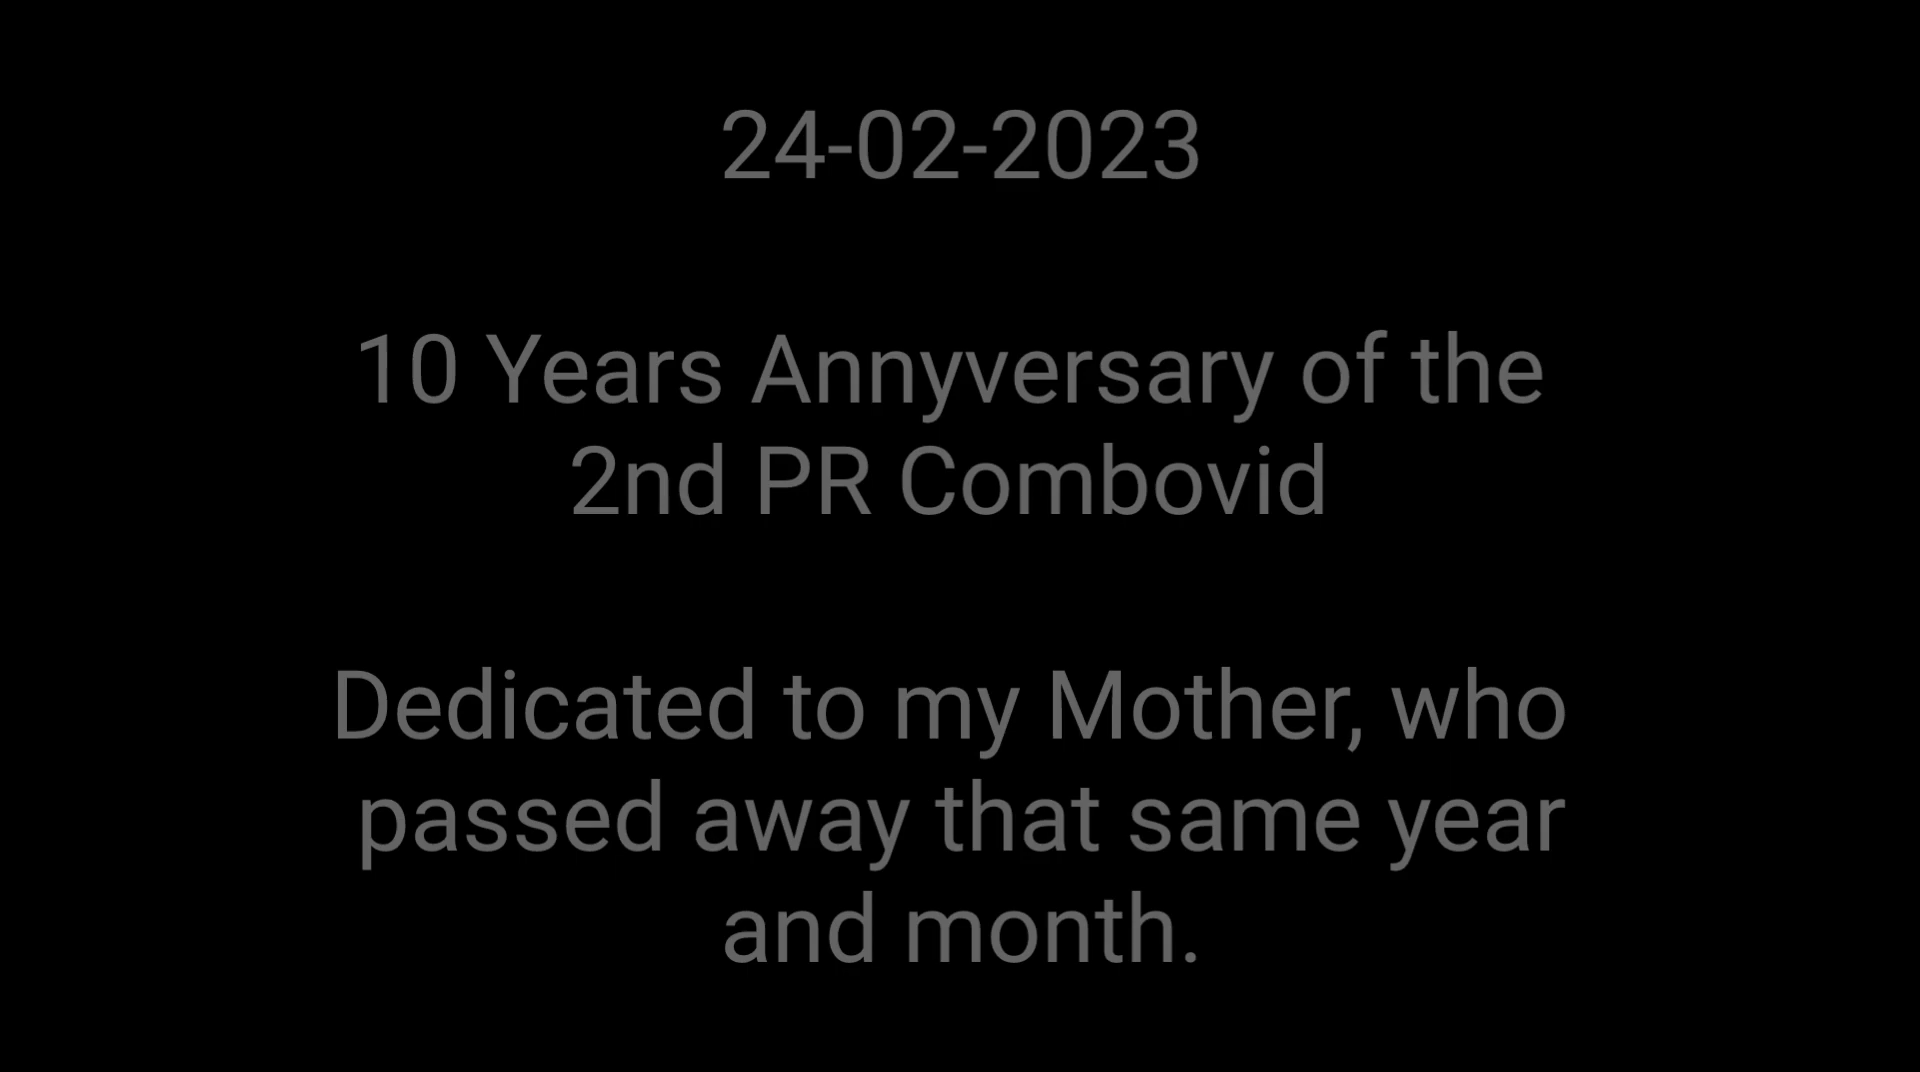 24-02-2023
10 Years Annyversary of the
2nd PR Combovid
Dedicated to my Mother, who
passed away that same year
and month.